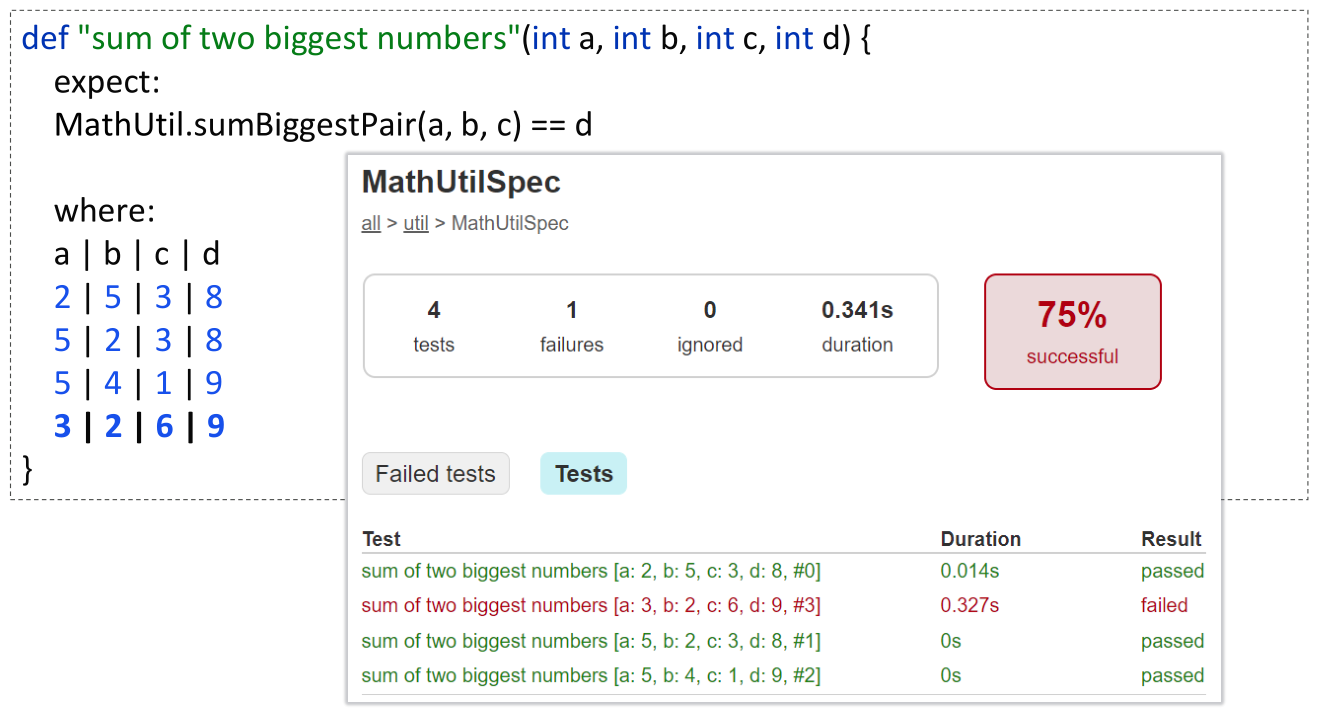 def "sum of two biggest numbers"(int a, int b, int c, int d) {
expect:
MathUtil.sumBiggestPair(a, b, c) == d
where:
a | b | c | d
2 | 5 | 3 | 8
5 | 2 | 3 | 8
5 | 4 | 1 | 9
3 | 2 | 6 | 9
}
MathUtilSpec
all > util > MathUtilSpec
4 1 0 0.341s
tests failures ignored duration
75%
successful
Failed tests Tests
Test Duration Result
sum of two biggest numbers [a: 2, b: 5, c: 3, d: 8, #0] 0.014s passed
sum of two biggest numbers [a: 3, b: 2, c: 6, d: 9, #3] 0.327s failed
sum of two biggest numbers [a: 5, b: 2, c: 3, d: 8, #1] 0s passed
sum of two biggest numbers [a: 5, b: 4, c: 1, d: 9, #2] 0s passed